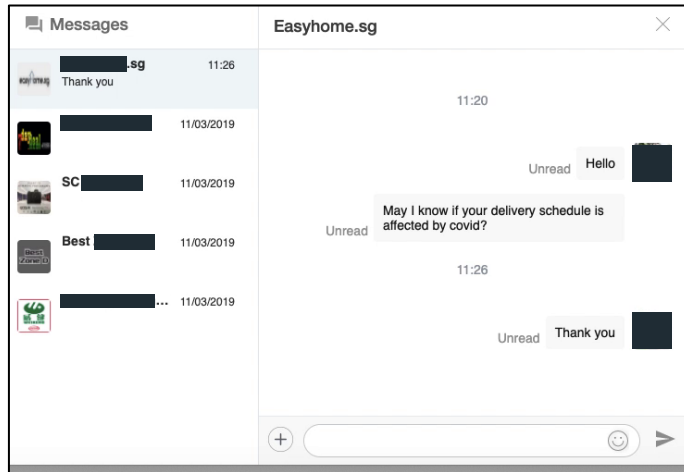 Messages
.sg
11:26
Thank you
11/03/2019
SC
11/03/2019
Best
11/03/2019
...
11/03/2019
Easyhome.sg
11:20
Unread
Hello
May I know if your delivery schedule is
affected by covid?
Unread
11:26
Unread
Thank you